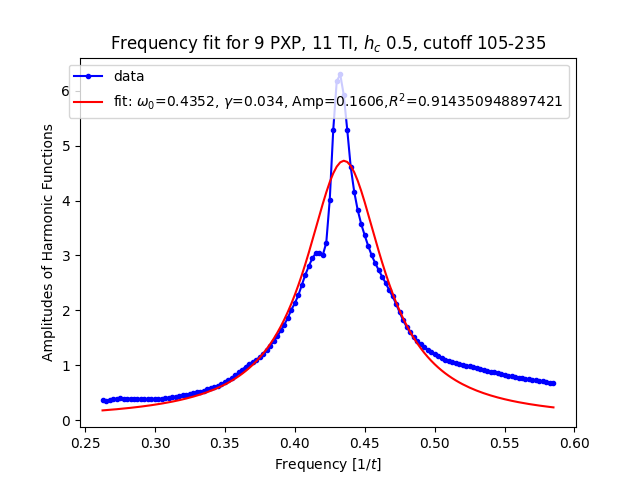 Frequency fit for 9 PXP, 11 TI, $h_c$ 0.5, cutoff 105-235
data
fit: $\omega_0$=0.4352, $\gamma$=0.034, Amp=0.1606,$R^2$=0.914350948897421
Amplitudes of Harmonic Functions
6
5
4
3
2
1
0
0.25 0.30 0.35 0.40 0.45 0.50 0.55 0.60
Frequency [1/$t$]